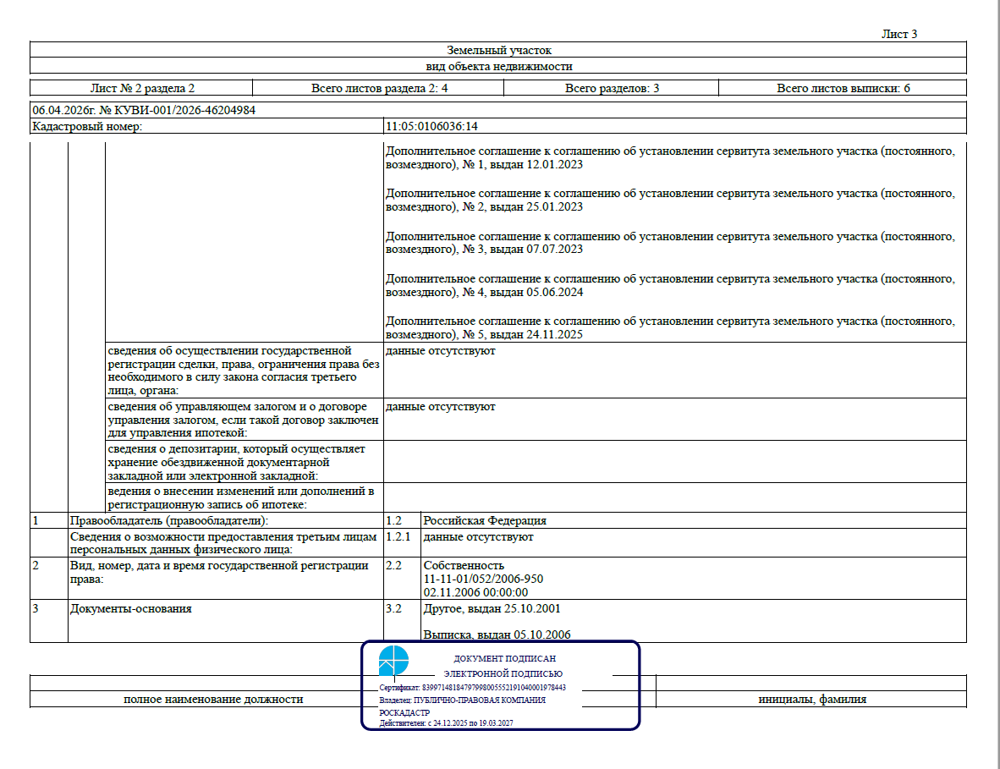 Лист 3
Земельный участок
вид объекта недвижимости
Лист № 2 раздела 2
Всего листов раздела 2: 4
Всего разделов: 3
Всего листов выписки: 6
06.04.2026г. № КУВИ-001/2026-46204984
Кадастровый номер:
11:05:0106036:14
Дополнительное соглашение к соглашению об установлении сервитута земельного участка (постоянного,
возмездного), № 1, выдан 12.01.2023
Дополнительное соглашение к соглашению об установлении сервитута земельного участка (постоянного,
возмездного), № 2, выдан 25.01.2023
Дополнительное соглашение к соглашению об установлении сервитута земельного участка (постоянного,
возмездного), № 3, выдан 07.07.2023
Дополнительное соглашение к соглашению об установлении сервитута земельного участка (постоянного,
возмездного), № 4, выдан 05.06.2024
Дополнительное соглашение к соглашению об установлении сервитута земельного участка (постоянного,
возмездного), № 5, выдан 24.11.2025
сведения об осуществлении государственной
регистрации сделки, права, ограничения права без
необходимого в силу закона согласия третьего
лица, органа:
данные отсутствуют
сведения об управляющем залогом и о договоре
управления залогом, если такой договор заключен
для управления ипотекой:
данные отсутствуют
сведения о депозитарии, который осуществляет
хранение обездвиженной документарной
закладной или электронной закладной:
ведения о внесении изменений или дополнений в
регистрационную запись об ипотеке:
1
Правообладатель (правообладатели):
1.2
Российская Федерация
Сведения о возможности предоставления третьим лицам
персональных данных физического лица:
1.2.1
данные отсутствуют
2
Вид, номер, дата и время государственной регистрации
права:
2.2
Собственность
11-11-01/052/2006-950
02.11.2006 00:00:00
3
Документы-основания
3.2
Другое, выдан 25.10.2001
Выписка, выдан 05.10.2006
ДОКУМЕНТ ПОДПИСАН
ЭЛЕКТРОННОЙ ПОДПИСЬЮ
Сертификат: 83997148184797998005552191040001978443
Владелец: ПУБЛИЧНО-ПРАВОВАЯ КОМПАНИЯ
РОСКАДАСТР
Действителен: с 24.12.2025 по 19.03.2027
полное наименование должности
инициалы, фамилия